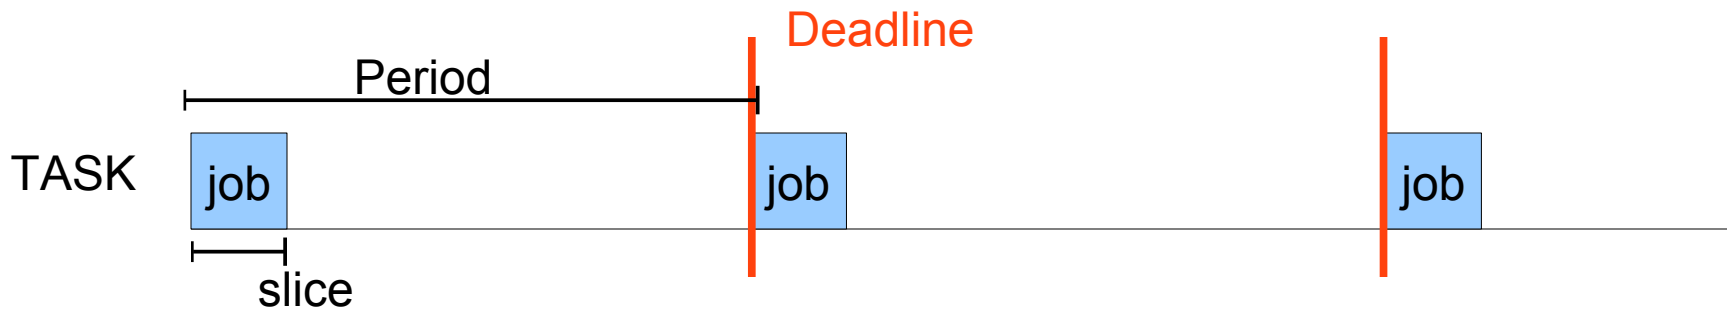 Deadline
Period
TASK
job
job
job
slice